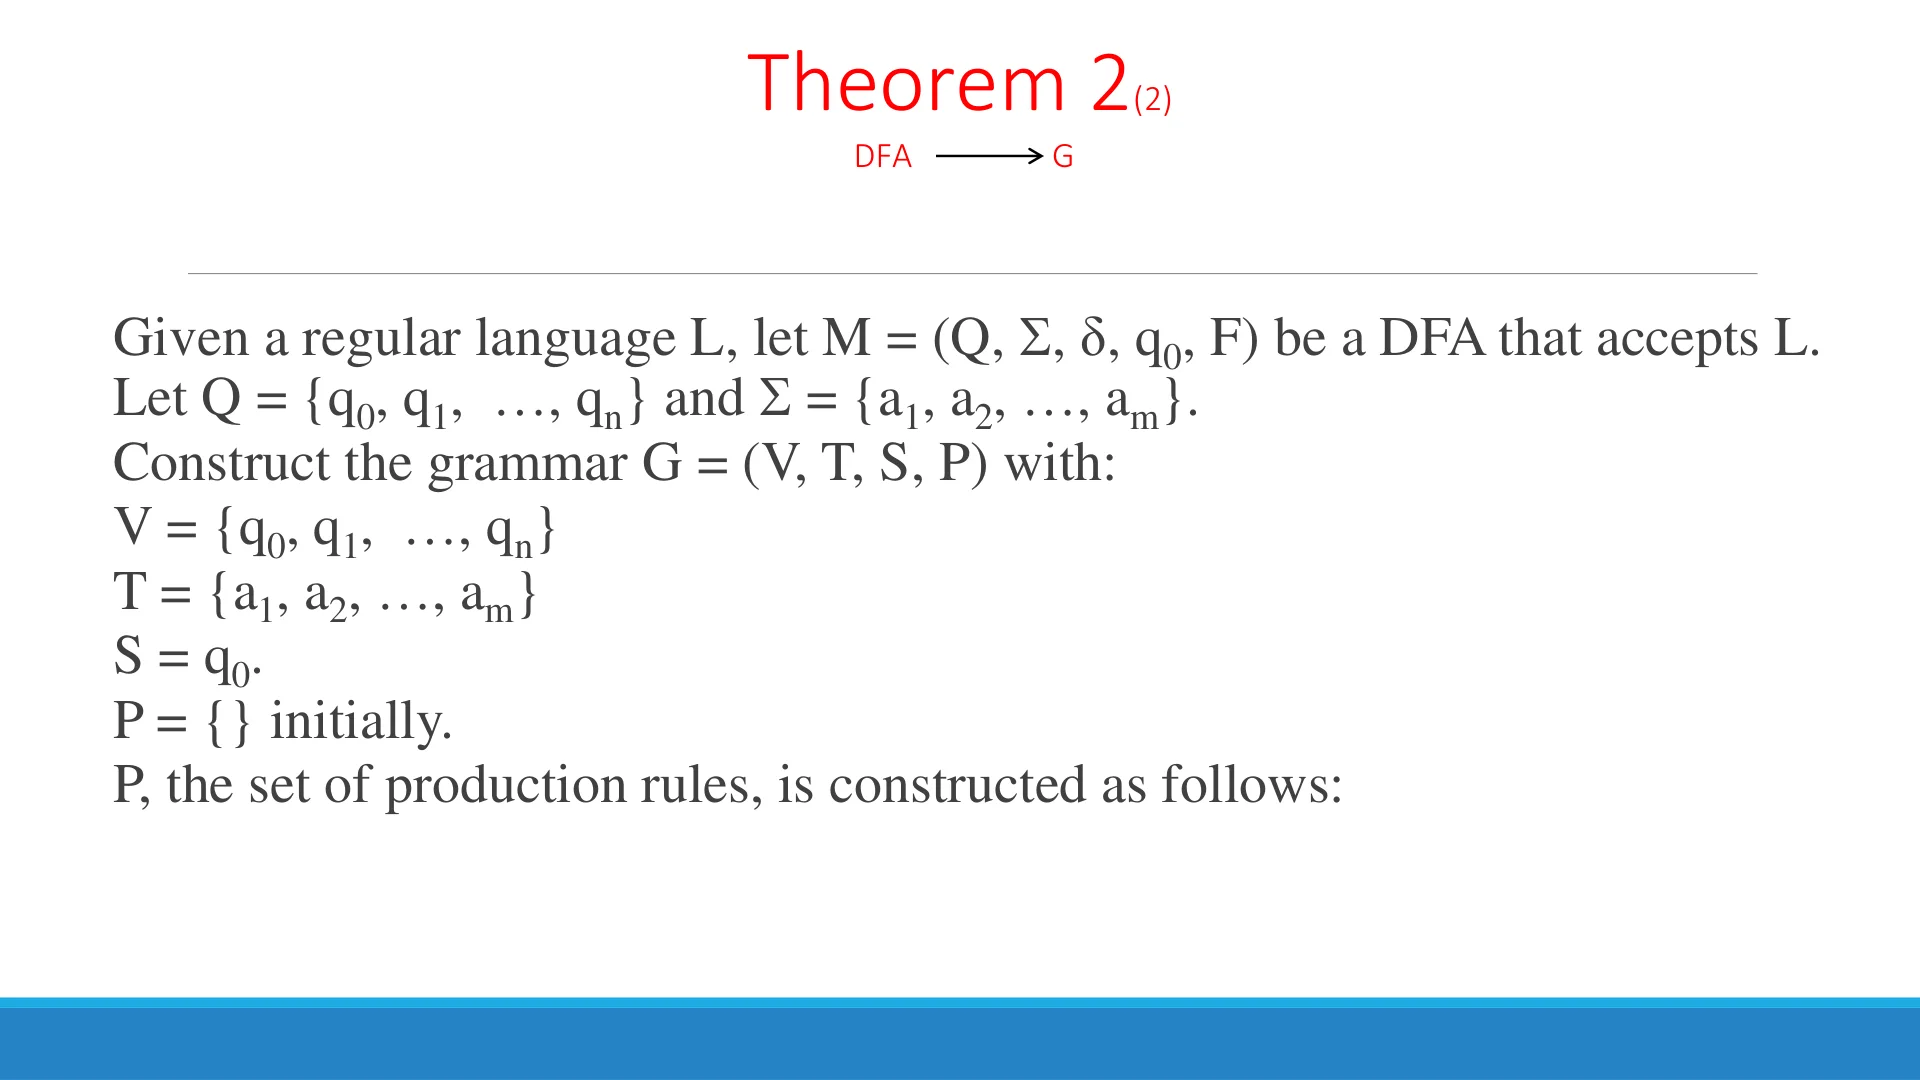 Theorem 2(2)
DFA ⟶ G
Given a regular language L, let M = (Q, Σ, δ, q₀, F) be a DFA that accepts L.
Let Q = {q₀, q₁, …, qₙ} and Σ = {a₁, a₂, …, aₘ}.
Construct the grammar G = (V, T, S, P) with:
V = {q₀, q₁, …, qₙ}
T = {a₁, a₂, …, aₘ}
S = q₀.
P = {} initially.
P, the set of production rules, is constructed as follows: